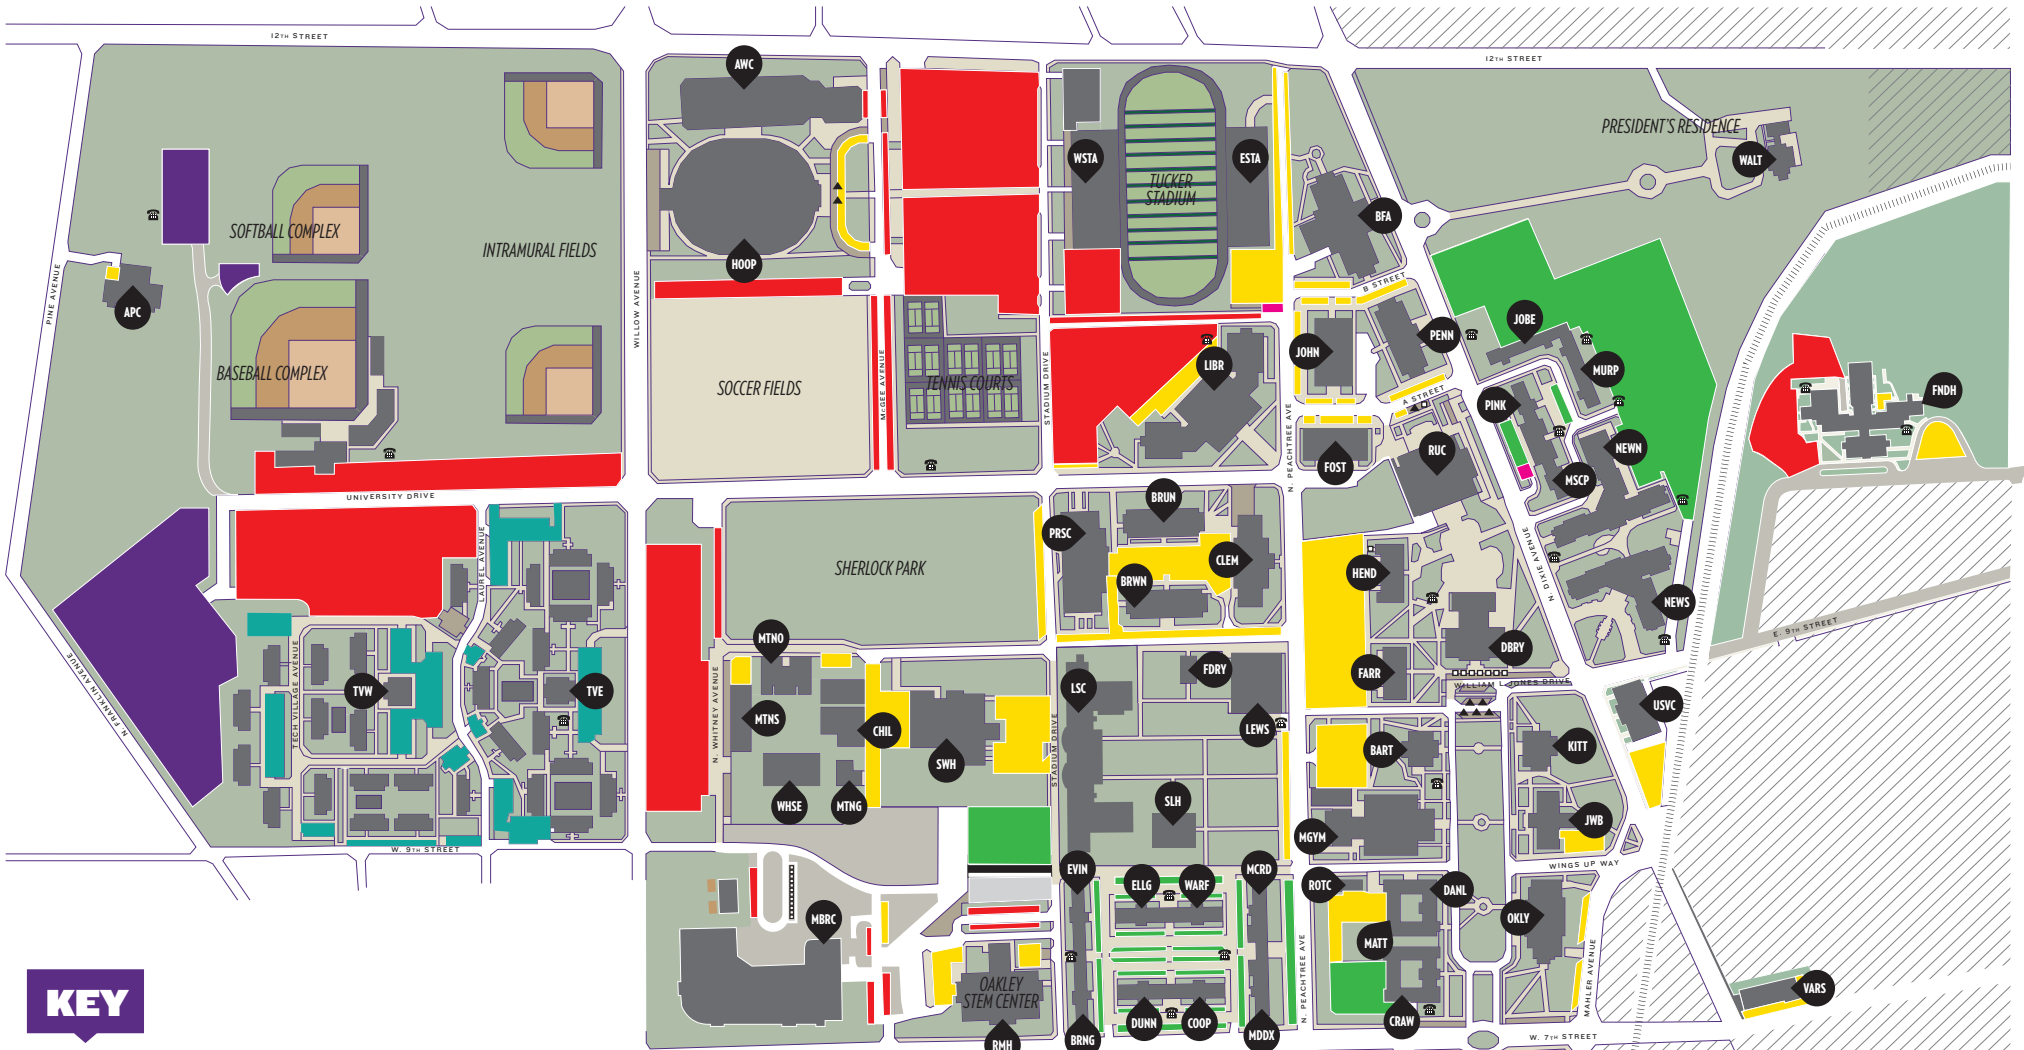 12TH STREET
12TH STREET
AWC
PRESIDENT'S RESIDENCE
WALT
WSTA
ESTA
TUCKER
STADIUM
BFA
SOFTBALL COMPLEX
INTRAMURAL FIELDS
HOOP
PINE AVENUE
APC
WILLOW AVENUE
B STREET
JOBE
PENN
JOHN
LIBR
MURP
BASEBALL COMPLEX
SOCCER FIELDS
McGEE AVENUE
TENNIS COURTS
STADIUM DRIVE
A STREET
PINK
FNDH
N. PEACHTREE AVE
RUC
NEWN
FOST
MSCP
UNIVERSITY DRIVE
BRUN
PRSC
LAUREL AVENUE
SHERLOCK PARK
CLEM
BRWN
HEND
N. DIXIE AVENUE
NEWS
E. 9TH STREET
MTNO
DBRY
FDRY
FARR
WILLIAM L JONES DRIVE
N. FRANKLIN AVENUE
TECH VILLAGE AVENUE
TVW
TVE
N. WHITNEY AVENUE
MTNS
CHIL
LSC
LEWS
USVC
STADIUM DRIVE
SWH
BART
KITT
WHSE
MTNG
SLH
MGYM
JWB
W. 9TH STREET
WINGS UP WAY
EVIN
ELLG
WARF
MCRD
ROTC
DANL
MBRC
OKLY
MATT
N. PEACHTREE AVE
MAHLER AVENUE
OAKLEY
STEM CENTER
VARS
KEY
DUNN
COOP
CRAW
RMH
BRNG
MDDX
W. 7TH STREET